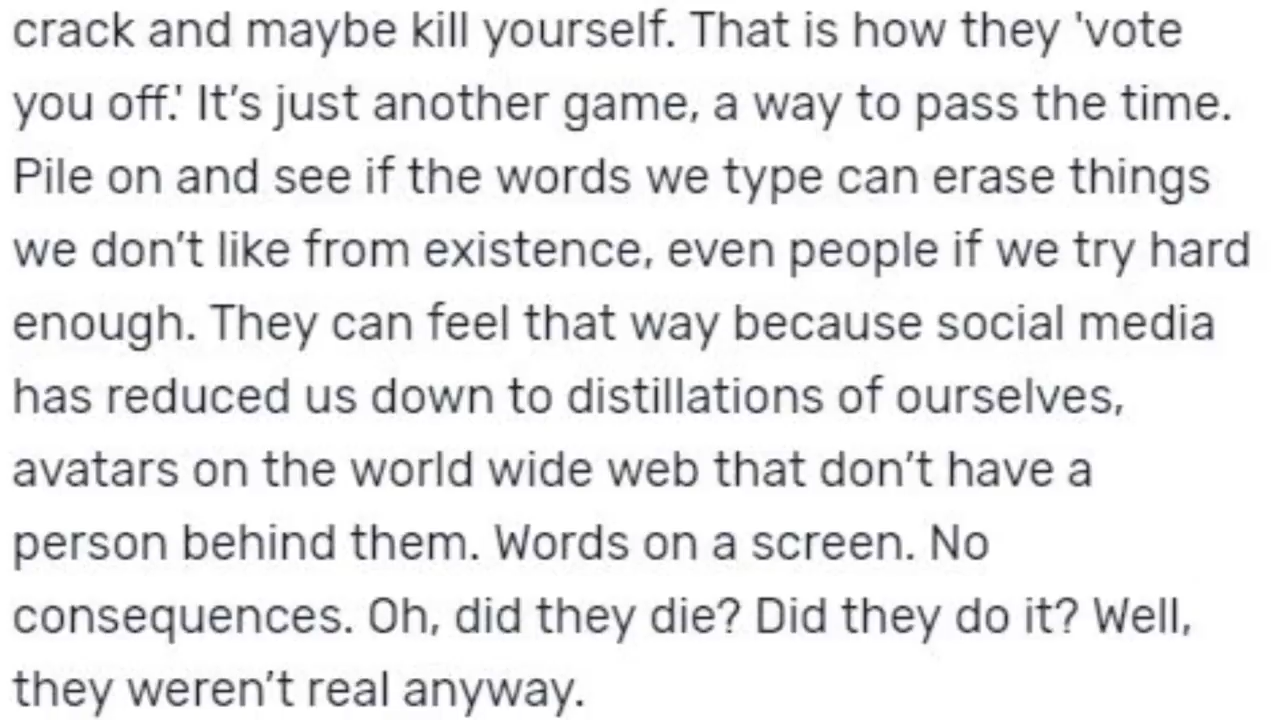 crack and maybe kill yourself. That is how they 'vote
you off.' It’s just another game, a way to pass the time.
Pile on and see if the words we type can erase things
we don’t like from existence, even people if we try hard
enough. They can feel that way because social media
has reduced us down to distillations of ourselves,
avatars on the world wide web that don’t have a
person behind them. Words on a screen. No
consequences. Oh, did they die? Did they do it? Well,
they weren’t real anyway.